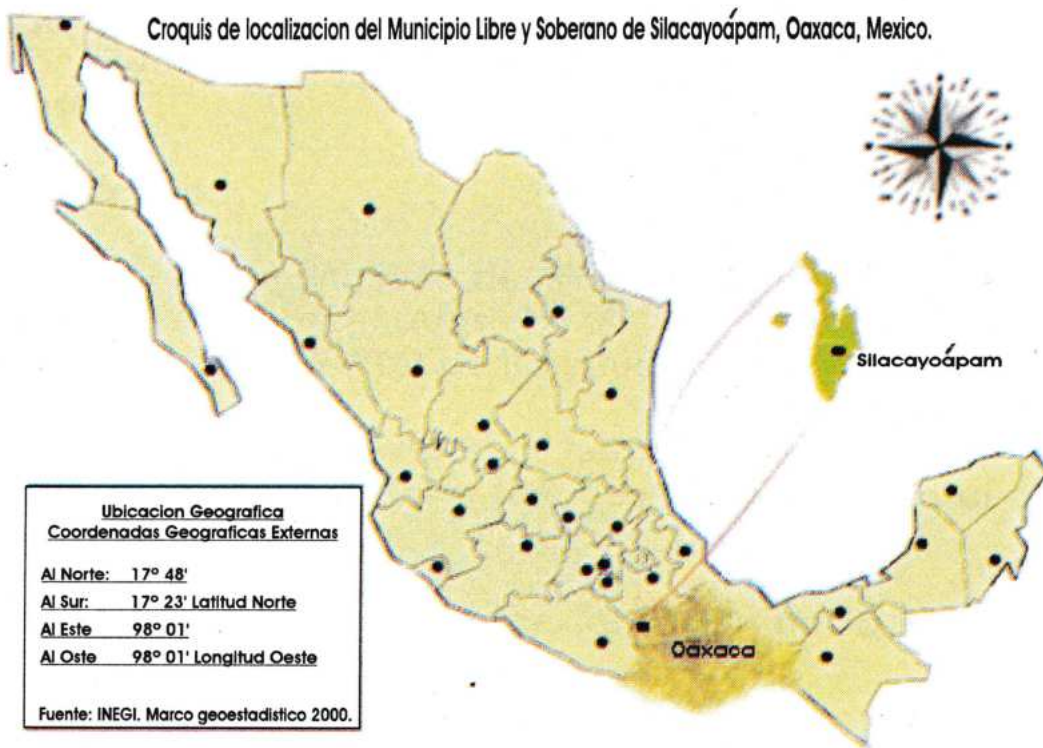 Croquis de localizacion del Municipio Libre y Soberano de Silacayoápam, Oaxaca, Mexico.
Silacayoápam
Ubicacion Geografica
Coordenadas Geograficas Externas
Al Norte: 17° 48'
Al Sur: 17° 23' Latitud Norte
Al Este 98° 01'
Al Oste 98° 01' Longitud Oeste
Fuente: INEGI. Marco geoestadistico 2000.
Oaxaca